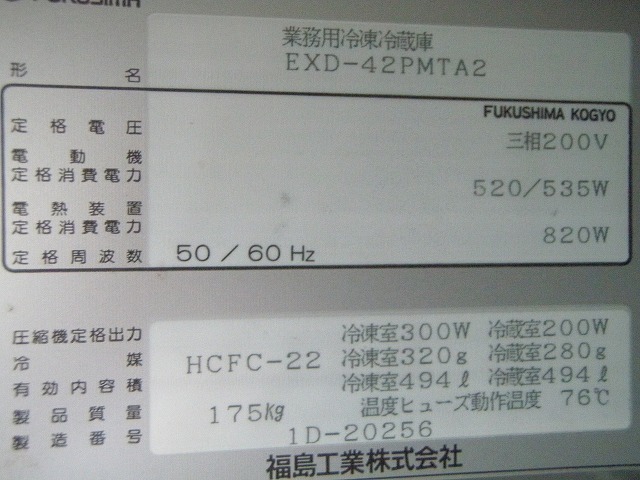 FUKUSIMA
業務用冷凍冷蔵庫
形名 EXD-42PMTA2
FUKUSHIMA KOGYO
定格電圧 三相200V
電動機
定格消費電力 520/535W
電熱装置
定格消費電力 820W
定格周波数 50/60Hz
圧縮機定格出力 冷凍室300W 冷蔵室200W
冷媒 HCFC-22 冷凍室320g 冷蔵室280g
有効内容積 冷凍室494ℓ 冷蔵室494ℓ
製品質量 175kg 温度ヒューズ動作温度 76℃
製造番号 1D-20256
福島工業株式会社